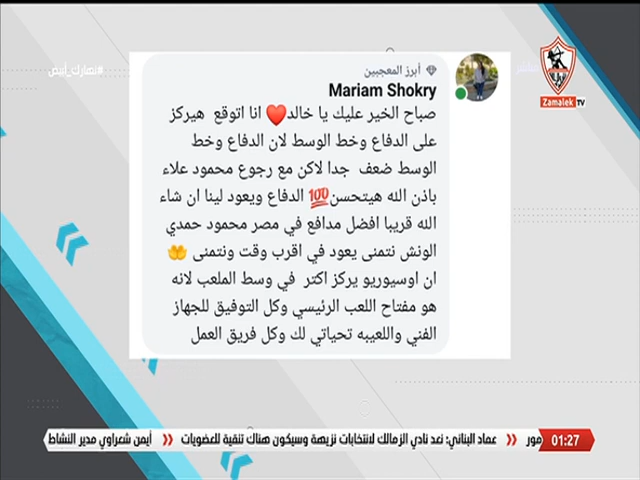 #نهارك_أبيض
Zamalek TV
أبرز المعجبين
Mariam Shokry
صباح الخير عليك يا خالد❤️ انا اتوقع هيركز
على الدفاع وخط الوسط لان الدفاع وخط
الوسط ضعف جدا لاكن مع رجوع محمود علاء
باذن الله هيتحسن💯 الدفاع ويعود لينا ان شاء
الله قريبا افضل مدافع في مصر محمود حمدي
الونش نتمنى يعود في اقرب وقت ونتمنى 🤲
ان اوسيوريو يركز اكتر في وسط الملعب لانه
هو مفتاح اللعب الرئيسي وكل التوفيق للجهاز
الفني واللعيبه تحياتي لك وكل فريق العمل
01:27 مور » عماد البناني: نعد نادي الزمالك لانتخابات نزيهة وسيكون هناك تنقية للعضويات » أيمن شعراوي مدير النشاط